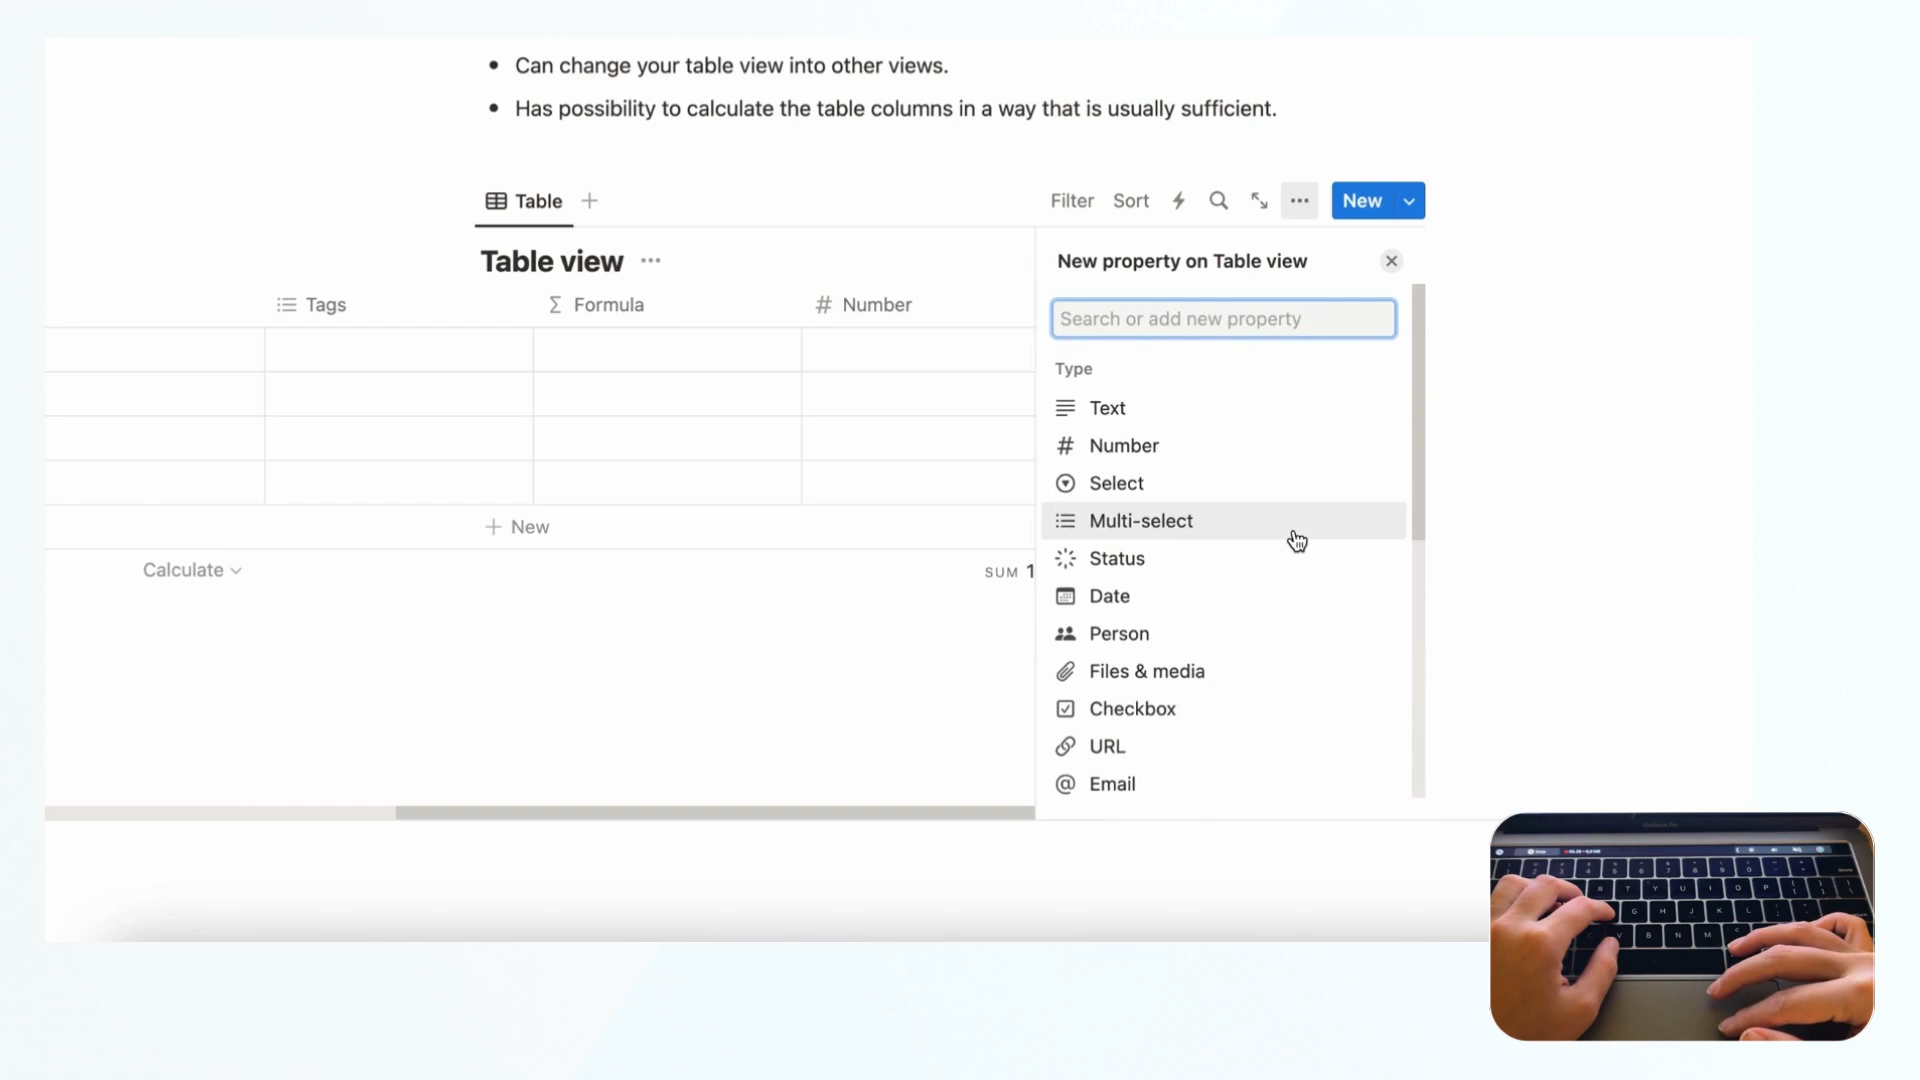 Can change your table view into other views.
Has possibility to calculate the table columns in a way that is usually sufficient.
Table
Filter Sort New
Table view
New property on Table view
Tags Formula Number
Search or add new property
Type
Text
Number
Select
Multi-select
New
Status
Calculate SUM 1
Date
Person
Files & media
Checkbox
URL
Email